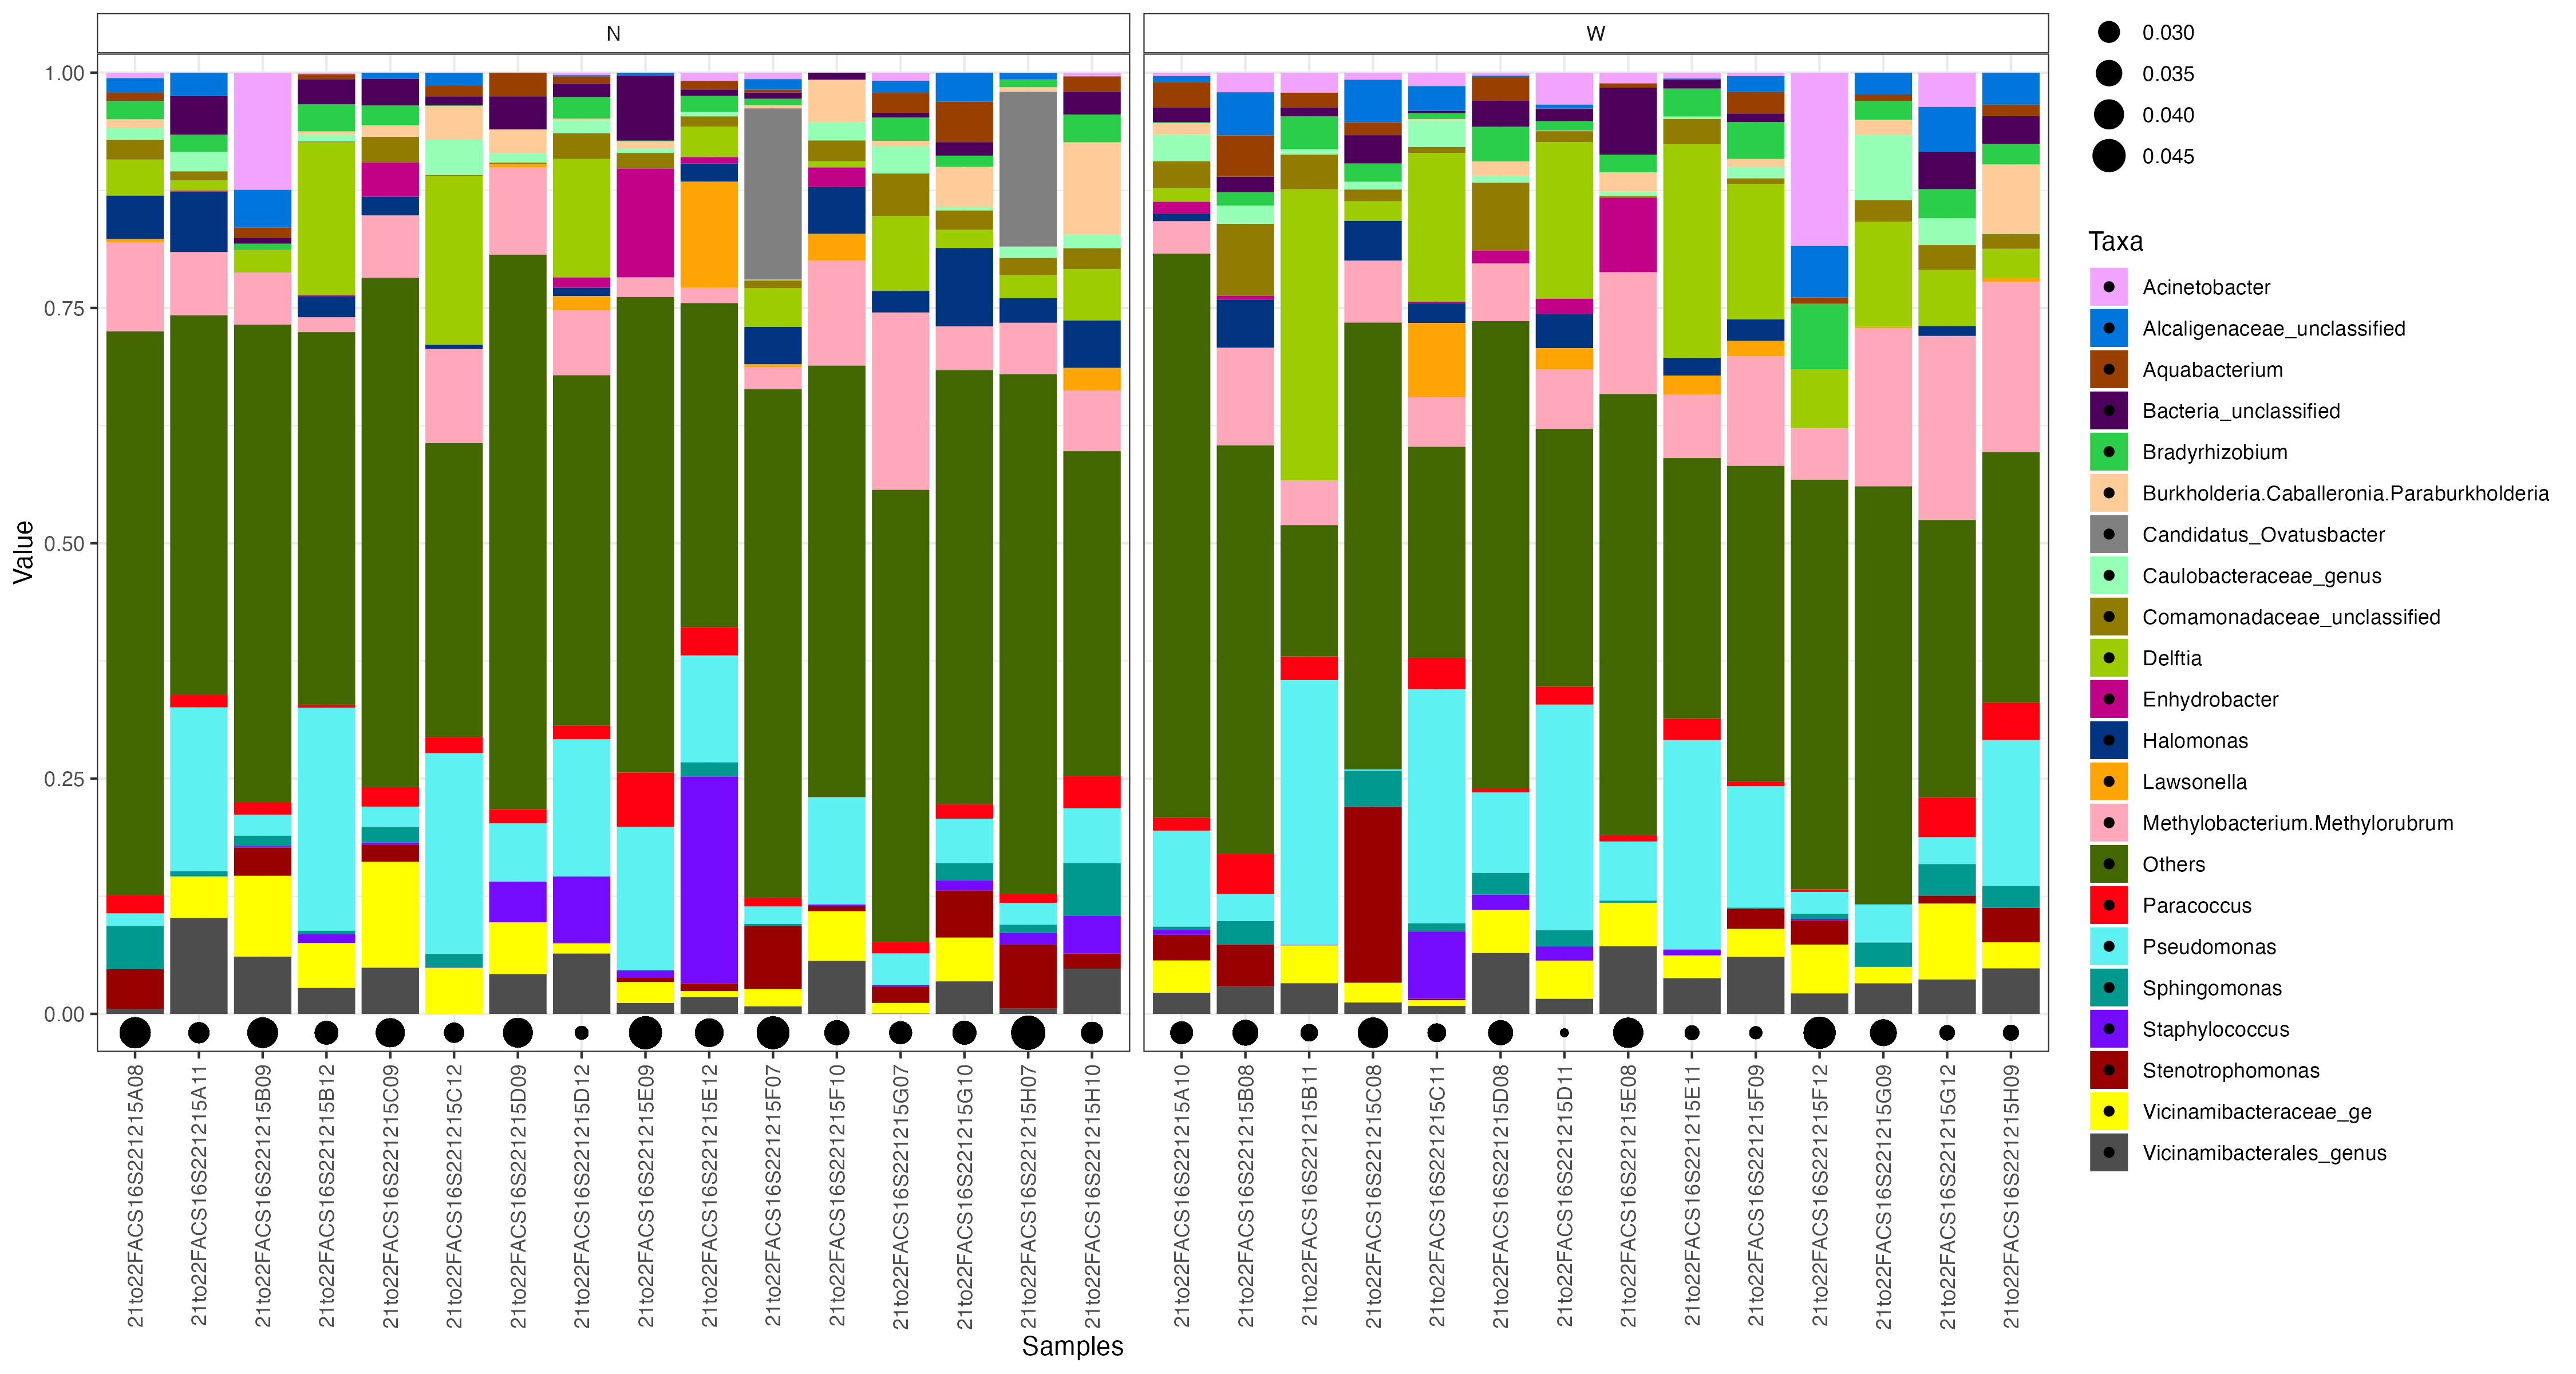 N
W
1.00
0.75
0.50
0.25
0.00
Value
21to22FACS16S221215A08
21to22FACS16S221215A11
21to22FACS16S221215B09
21to22FACS16S221215B12
21to22FACS16S221215C09
21to22FACS16S221215C12
21to22FACS16S221215D09
21to22FACS16S221215D12
21to22FACS16S221215E09
21to22FACS16S221215E12
21to22FACS16S221215F07
21to22FACS16S221215F10
21to22FACS16S221215G07
21to22FACS16S221215G10
21to22FACS16S221215H07
21to22FACS16S221215H10
21to22FACS16S221215A10
21to22FACS16S221215B08
21to22FACS16S221215B11
21to22FACS16S221215C08
21to22FACS16S221215C11
21to22FACS16S221215D08
21to22FACS16S221215D11
21to22FACS16S221215E08
21to22FACS16S221215E11
21to22FACS16S221215F09
21to22FACS16S221215F12
21to22FACS16S221215G09
21to22FACS16S221215G12
21to22FACS16S221215H09
Samples
0.030
0.035
0.040
0.045
Taxa
Acinetobacter
Alcaligenaceae_unclassified
Aquabacterium
Bacteria_unclassified
Bradyrhizobium
Burkholderia.Caballeronia.Paraburkholderia
Candidatus_Ovatusbacter
Caulobacteraceae_genus
Comamonadaceae_unclassified
Delftia
Enhydrobacter
Halomonas
Lawsonella
Methylobacterium.Methylorubrum
Others
Paracoccus
Pseudomonas
Sphingomonas
Staphylococcus
Stenotrophomonas
Vicinamibacteraceae_ge
Vicinamibacterales_genus